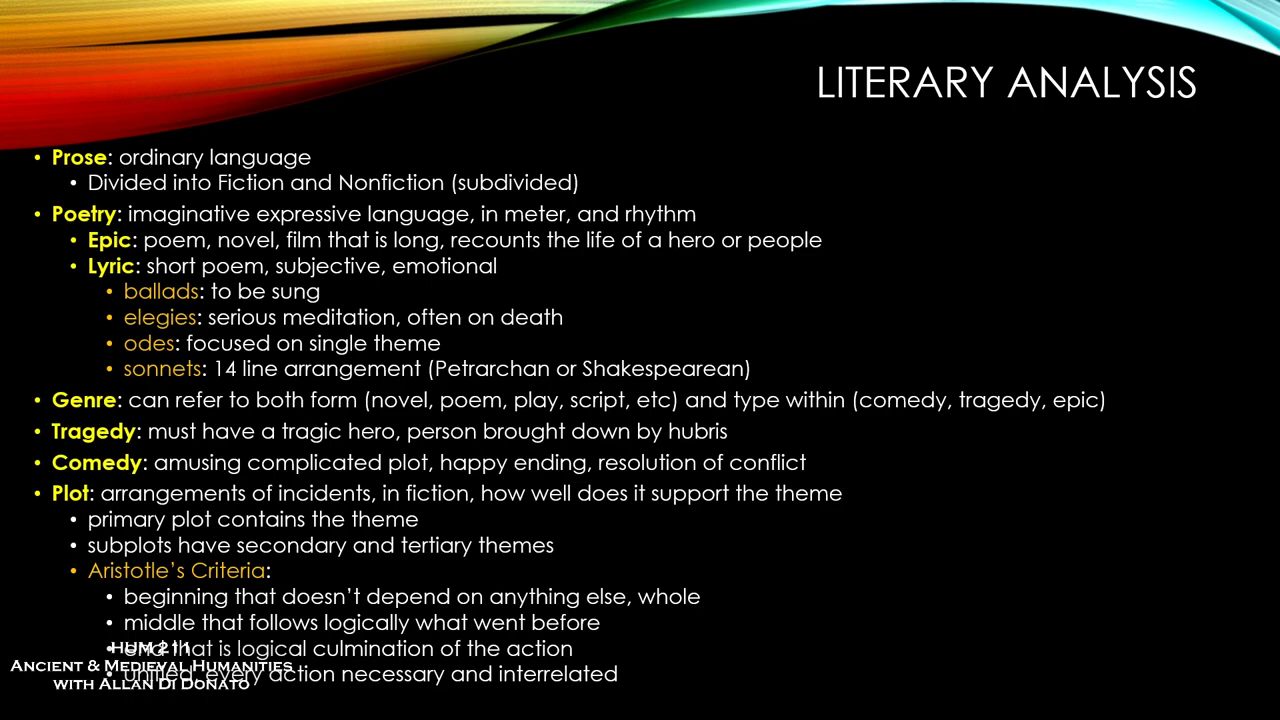 LITERARY ANALYSIS
• Prose: ordinary language
• Divided into Fiction and Nonfiction (subdivided)
• Poetry: imaginative expressive language, in meter, and rhythm
• Epic: poem, novel, film that is long, recounts the life of a hero or people
• Lyric: short poem, subjective, emotional
• ballads: to be sung
• elegies: serious meditation, often on death
• odes: focused on single theme
• sonnets: 14 line arrangement (Petrarchan or Shakespearean)
• Genre: can refer to both form (novel, poem, play, script, etc) and type within (comedy, tragedy, epic)
• Tragedy: must have a tragic hero, person brought down by hubris
• Comedy: amusing complicated plot, happy ending, resolution of conflict
• Plot: arrangements of incidents, in fiction, how well does it support the theme
• primary plot contains the theme
• subplots have secondary and tertiary themes
• Aristotle's Criteria:
• beginning that doesn't depend on anything else, whole
• middle that follows logically what went before
• end that is logical culmination of the action
• unified, every action necessary and interrelated
HUM 211
Ancient & Medieval Humanities
with Allan Di Donato